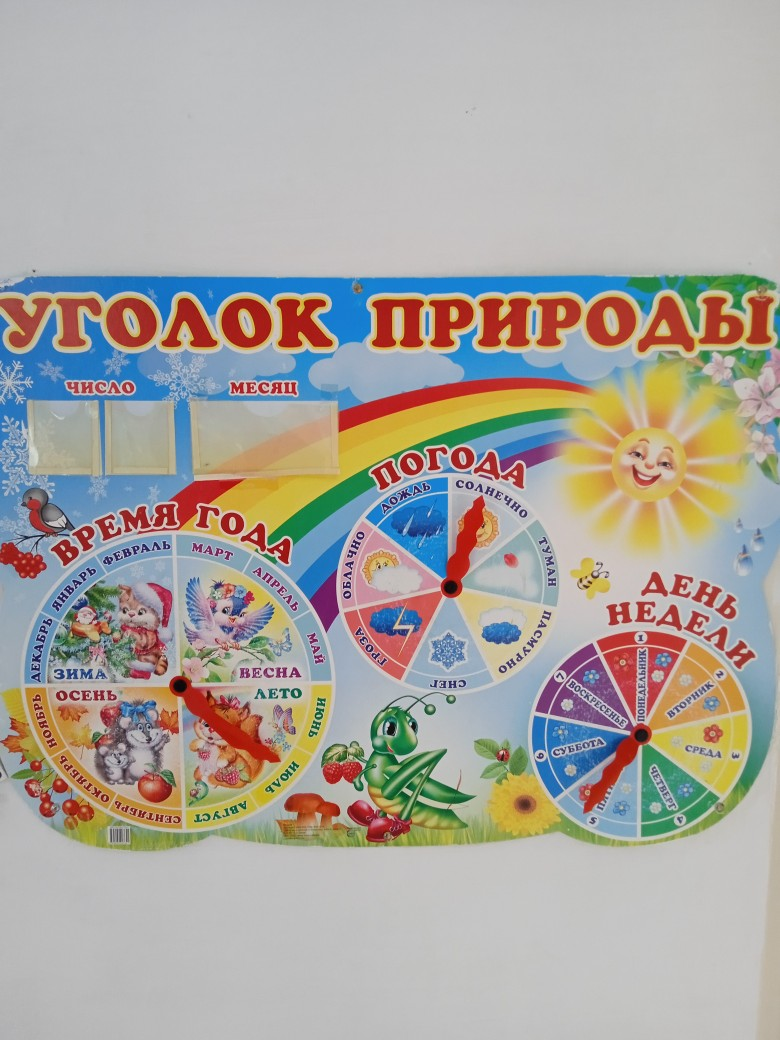 УГОЛОК ПРИРОДЫ
ЧИСЛО
МЕСЯЦ
ВРЕМЯ ГОДА
ДЕКАБРЬ
ЯНВАРЬ
ФЕВРАЛЬ
МАРТ
АПРЕЛЬ
МАЙ
ИЮНЬ
ИЮЛЬ
АВГУСТ
СЕНТЯБРЬ
ОКТЯБРЬ
НОЯБРЬ
ЗИМА
ВЕСНА
ОСЕНЬ
ЛЕТО
ПОГОДА
ДОЖДЬ
СОЛНЕЧНО
ТУМАН
ПАСМУРНО
СНЕГ
ГРОЗА
ОБЛАЧНО
ДЕНЬ
НЕДЕЛИ
1
ПОНЕДЕЛЬНИК
2
ВТОРНИК
3
СРЕДА
4
ЧЕТВЕРГ
5
6
СУББОТА
7
ВОСКРЕСЕНЬЕ